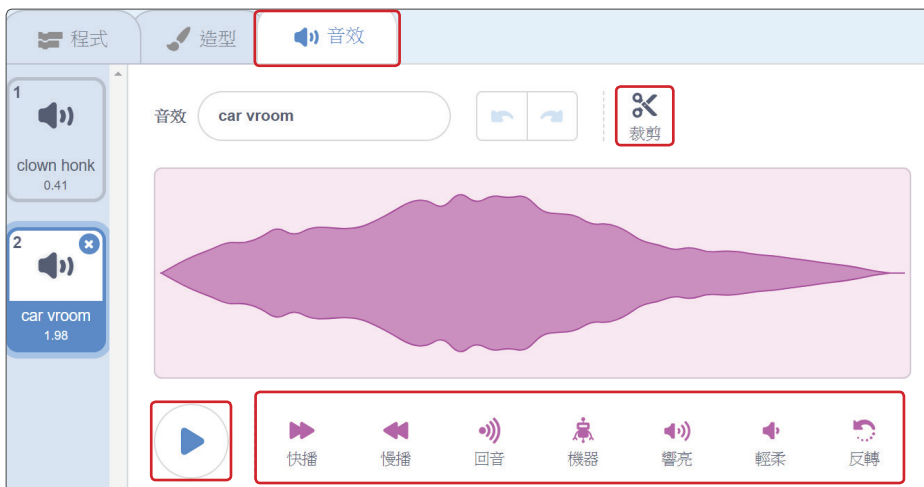 程式 造型 音效
1
clown honk
0.41
2
car vroom
1.98
音效 car vroom
裁剪
快播 慢播 回音 機器 響亮 輕柔 反轉